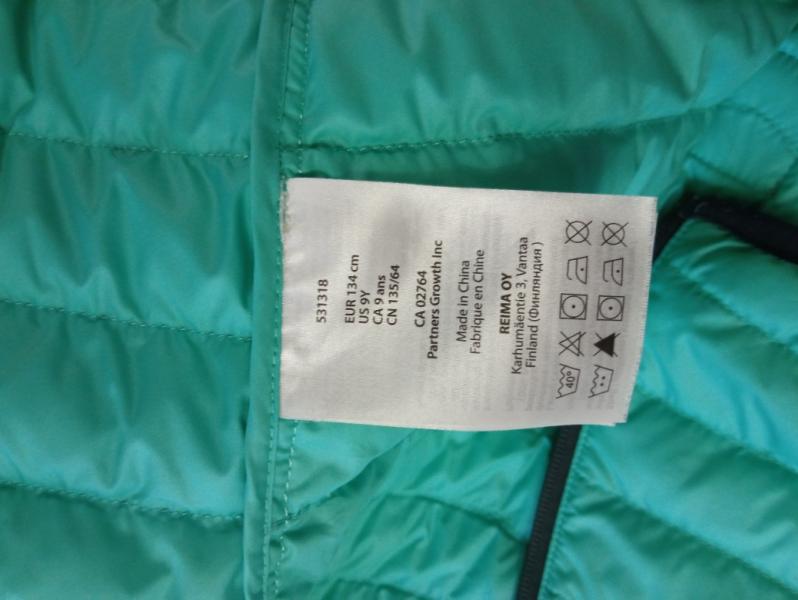 531318
EUR 134 cm
US 9Y
CA 9 ans
CN 135/64
CA 02764
Partners Growth Inc
Made in China
Fabrique en Chine
REIMA OY
Karhumäentie 3, Vantaa
Finland (Финляндия )
40°